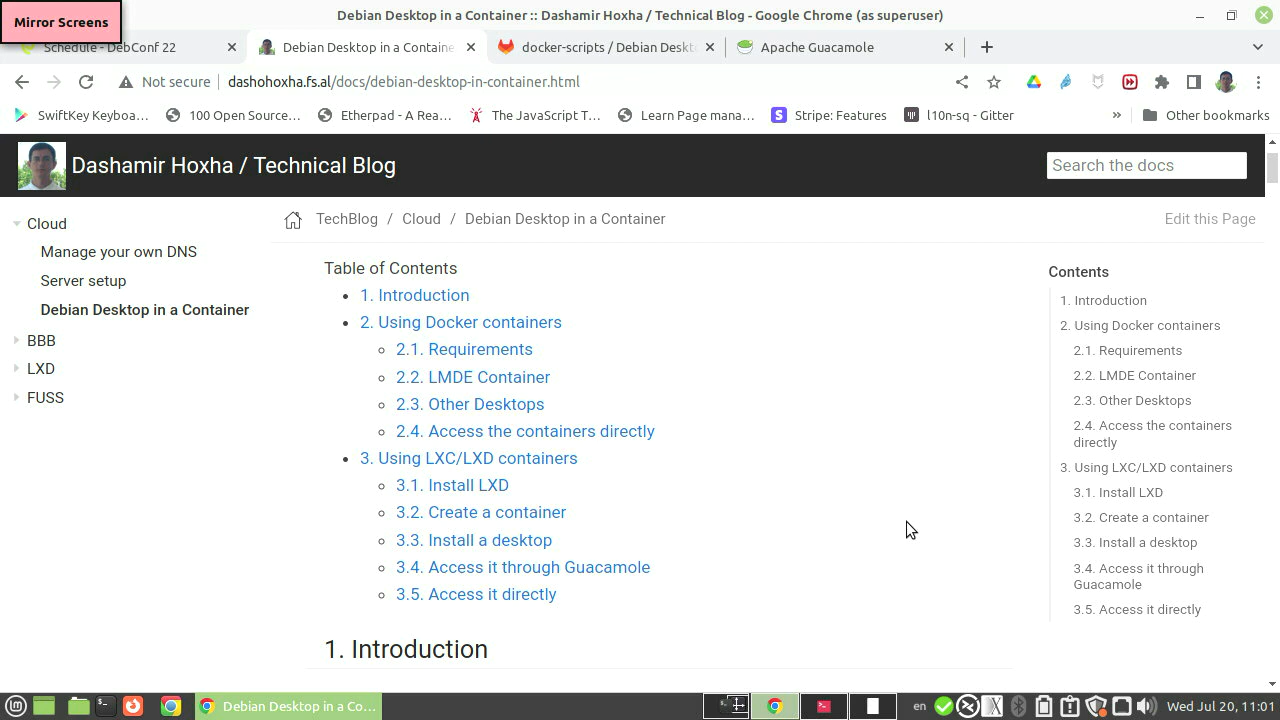 Debian Desktop in a Container :: Dashamir Hoxha / Technical Blog - Google Chrome (as superuser)
Mirror Screens
Schedule - DebConf 22
Debian Desktop in a Containe
docker-scripts / Debian Deskt
Apache Guacamole
Not secure
dashohoxha.fs.al/docs/debian-desktop-in-container.html
SwiftKey Keyboa...
100 Open Source...
Etherpad - A Rea...
The JavaScript T...
Learn Page mana...
Stripe: Features
l10n-sq - Gitter
»
Other bookmarks
Dashamir Hoxha / Technical Blog
Search the docs
Cloud
Manage your own DNS
Server setup
Debian Desktop in a Container
BBB
LXD
FUSS
TechBlog / Cloud / Debian Desktop in a Container
Edit this Page
Table of Contents
1. Introduction
2. Using Docker containers
2.1. Requirements
2.2. LMDE Container
2.3. Other Desktops
2.4. Access the containers directly
3. Using LXC/LXD containers
3.1. Install LXD
3.2. Create a container
3.3. Install a desktop
3.4. Access it through Guacamole
3.5. Access it directly
1. Introduction
Contents
1. Introduction
2. Using Docker containers
2.1. Requirements
2.2. LMDE Container
2.3. Other Desktops
2.4. Access the containers
directly
3. Using LXC/LXD containers
3.1. Install LXD
3.2. Create a container
3.3. Install a desktop
3.4. Access it through
Guacamole
3.5. Access it directly
Debian Desktop in a Co...
en
Wed Jul 20, 11:01